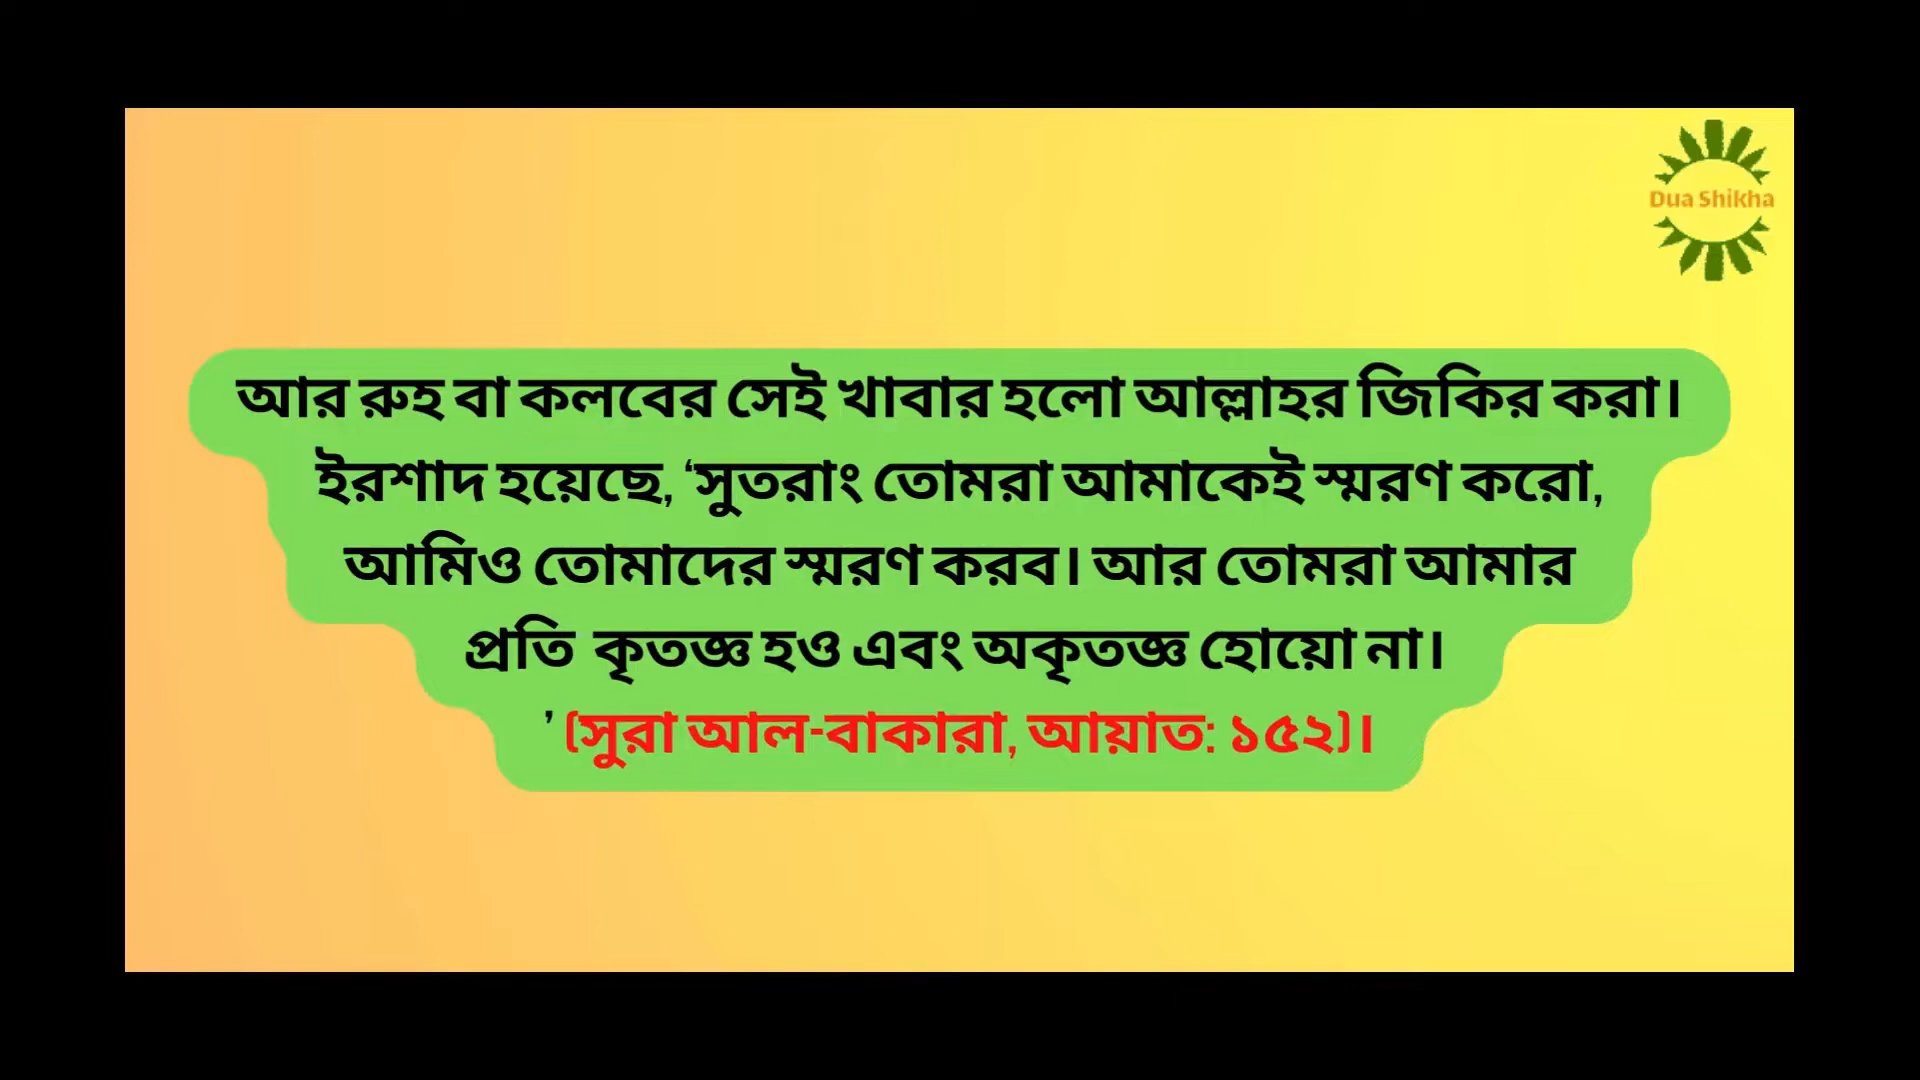 Dua Shikha
আর রুহ বা কলবের সেই খাবার হলো আল্লাহর জিকির করা।
ইরশাদ হয়েছে, ‘সুতরাং তোমরা আমাকেই স্মরণ করো,
আমিও তোমাদের স্মরণ করব। আর তোমরা আমার
প্রতি কৃতজ্ঞ হও এবং অকৃতজ্ঞ হোয়ো না।
’ (সুরা আল-বাকারা, আয়াত: ১৫২)।